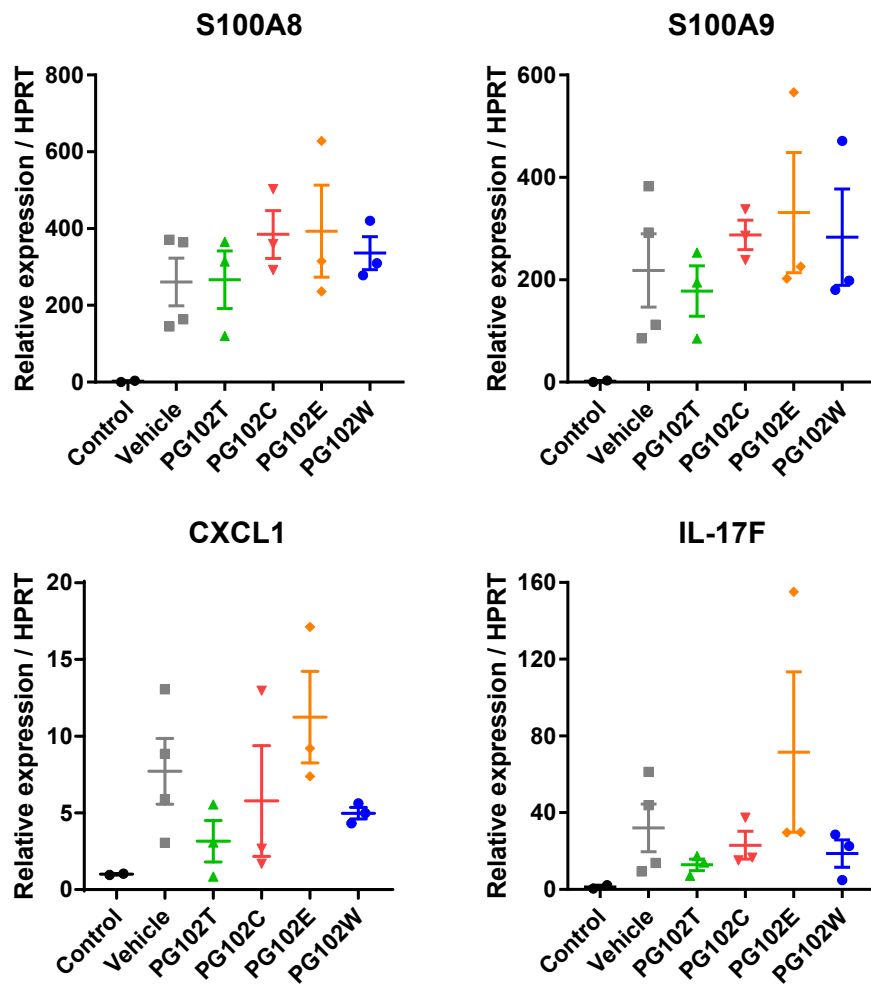 S100A8
Relative expression / HPRT
800
600
400
200
0
Control
Vehicle
PG102T
PG102C
PG102E
PG102W
S100A9
Relative expression / HPRT
600
400
200
0
Control
Vehicle
PG102T
PG102C
PG102E
PG102W
CXCL1
Relative expression / HPRT
20
15
10
5
0
Control
Vehicle
PG102T
PG102C
PG102E
PG102W
IL-17F
Relative expression / HPRT
160
120
80
40
0
Control
Vehicle
PG102T
PG102C
PG102E
PG102W